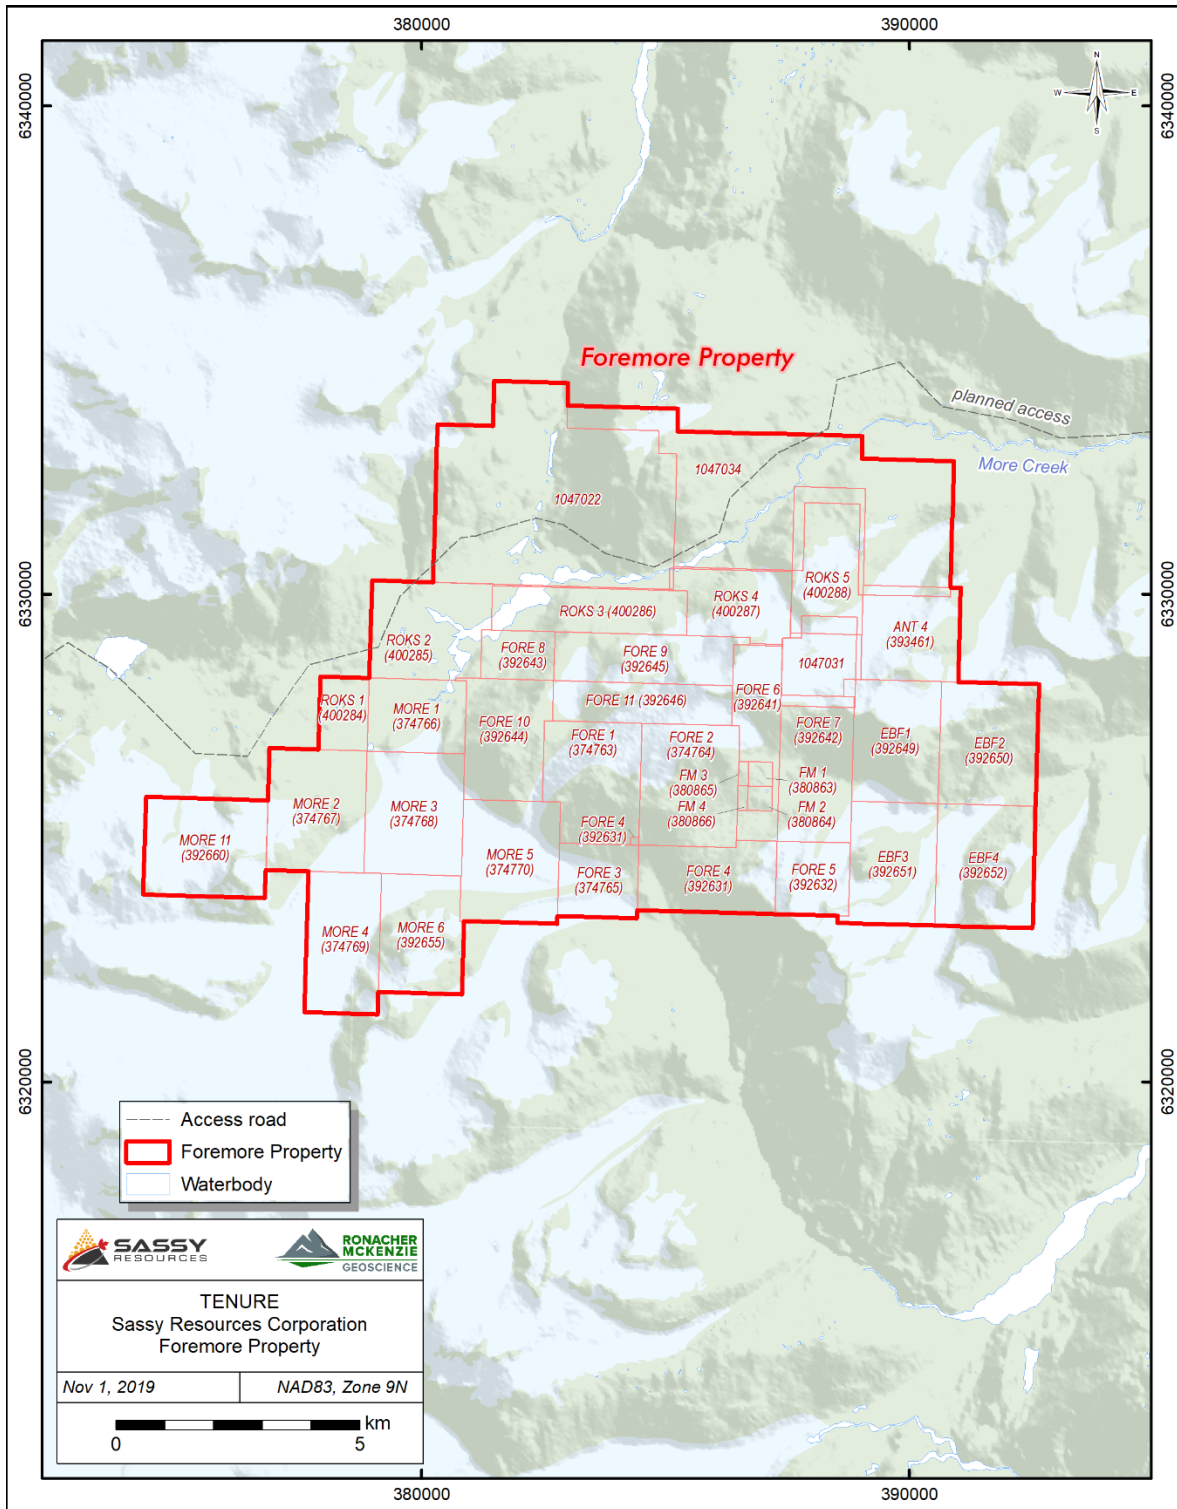 380000
390000
6340000
6340000
N
W
E
S
Foremore Property
planned access
More Creek
1047034
1047022
ROKS 5
(400288)
6330000
6330000
ROKS 4
(400287)
ROKS 3 (400286)
ANT 4
(393461)
ROKS 2
(400285)
FORE 8
(392643)
FORE 9
(392645)
1047031
ROKS 1
(400284)
MORE 1
(374766)
FORE 11 (392646)
FORE 6
(392641)
FORE 10
(392644)
FORE 1
(374763)
FORE 2
(374764)
FORE 7
(392642)
EBF1
(392649)
EBF2
(392650)
FM 3
(380865)
FM 1
(380863)
MORE 2
(374767)
MORE 3
(374768)
FM 4
(380866)
FM 2
(380864)
MORE 11
(392660)
FORE 4
(392631)
MORE 5
(374770)
FORE 3
(374765)
FORE 4
(392631)
FORE 5
(392632)
EBF3
(392651)
EBF4
(392652)
MORE 4
(374769)
MORE 6
(392655)
6320000
6320000
Access road
Foremore Property
Waterbody
SASSY
RESOURCES
RONACHER
MCKENZIE
GEOSCIENCE
TENURE
Sassy Resources Corporation
Foremore Property
Nov 1, 2019
NAD83, Zone 9N
km
0
5
380000
390000